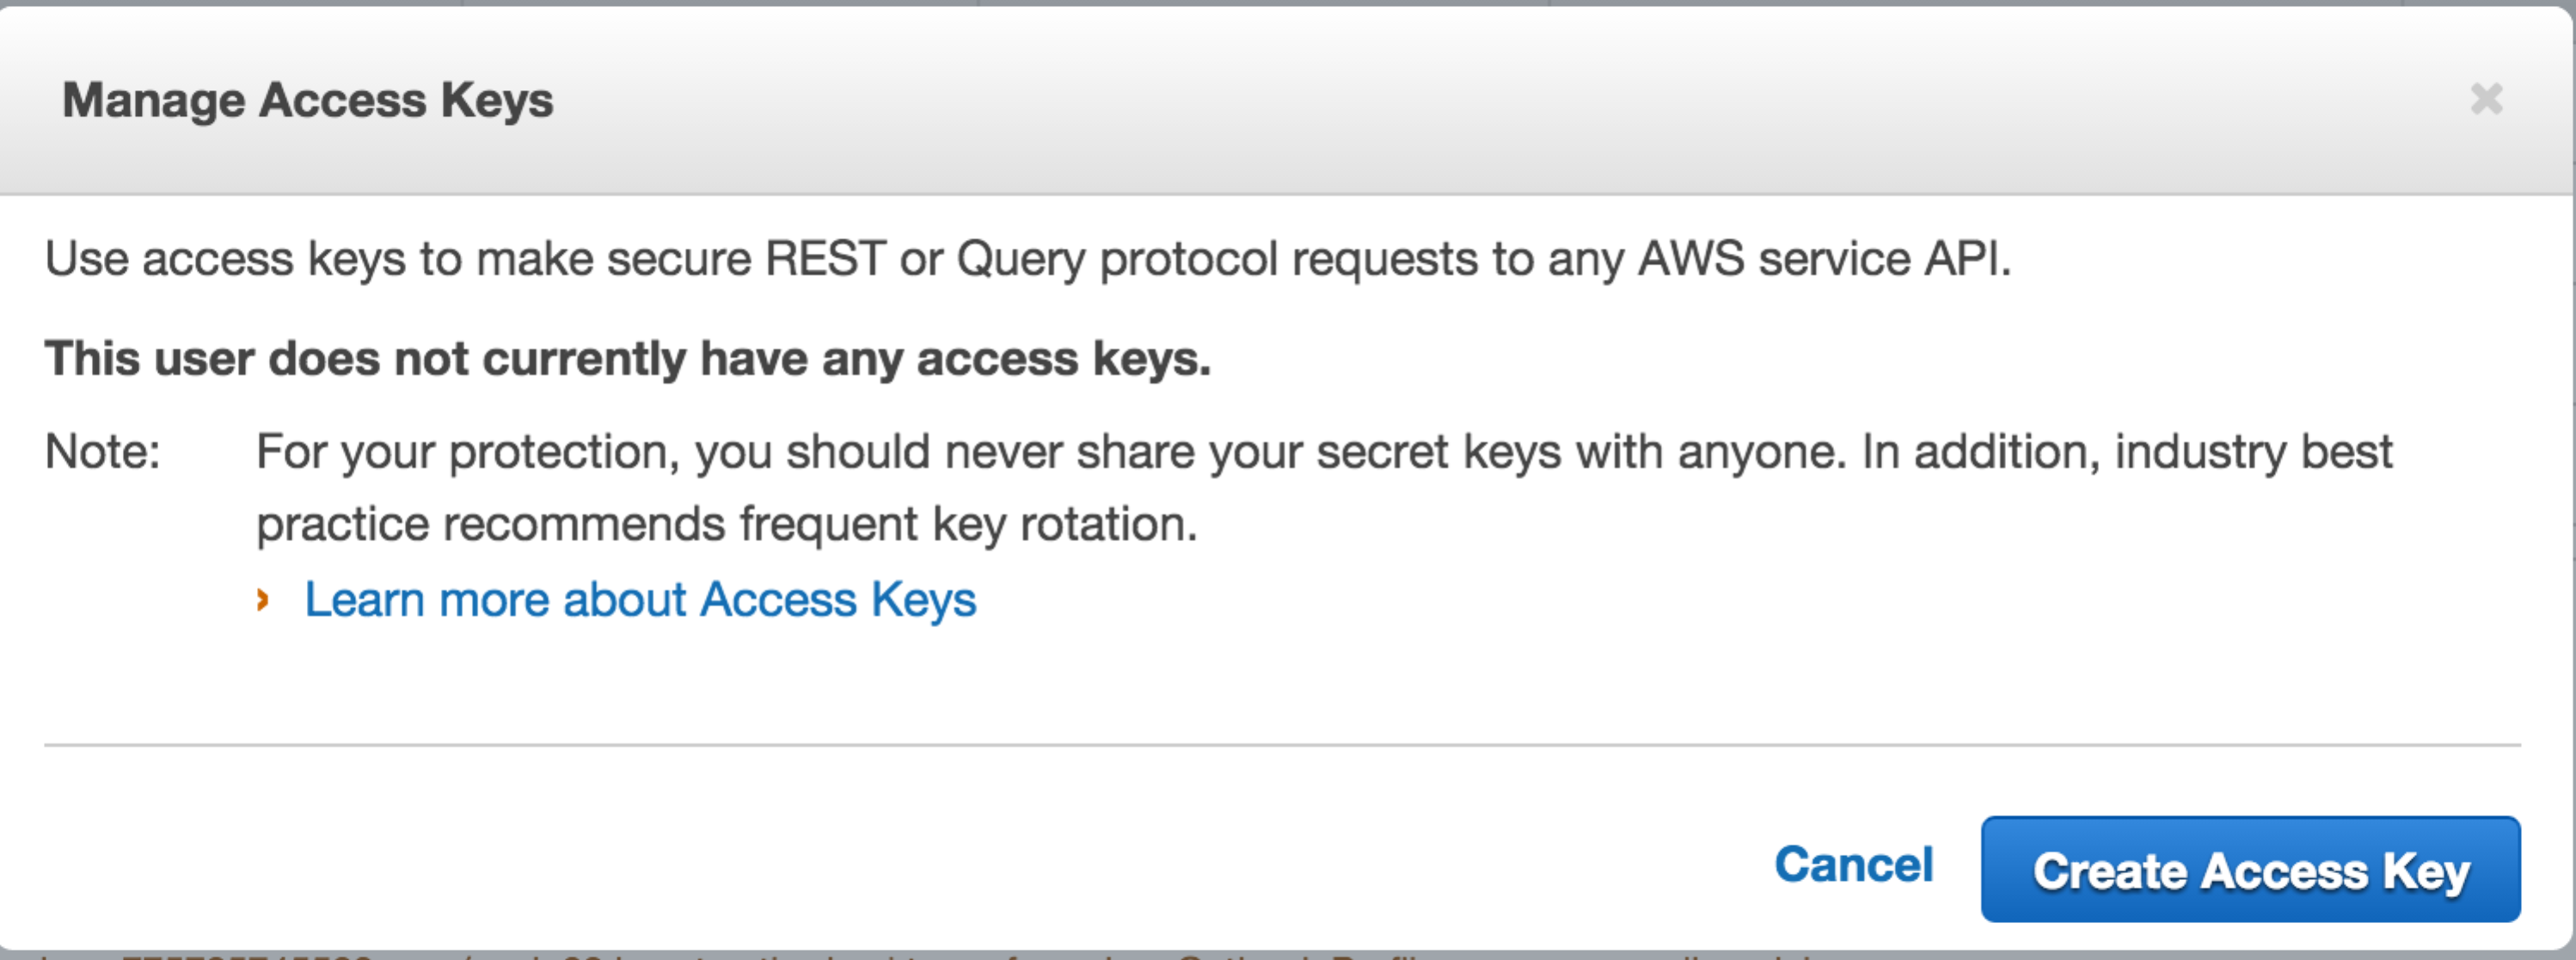 Manage Access Keys
Use access keys to make secure REST or Query protocol requests to any AWS service API.
This user does not currently have any access keys.
Note: For your protection, you should never share your secret keys with anyone. In addition, industry best
practice recommends frequent key rotation.
› Learn more about Access Keys
Cancel Create Access Key